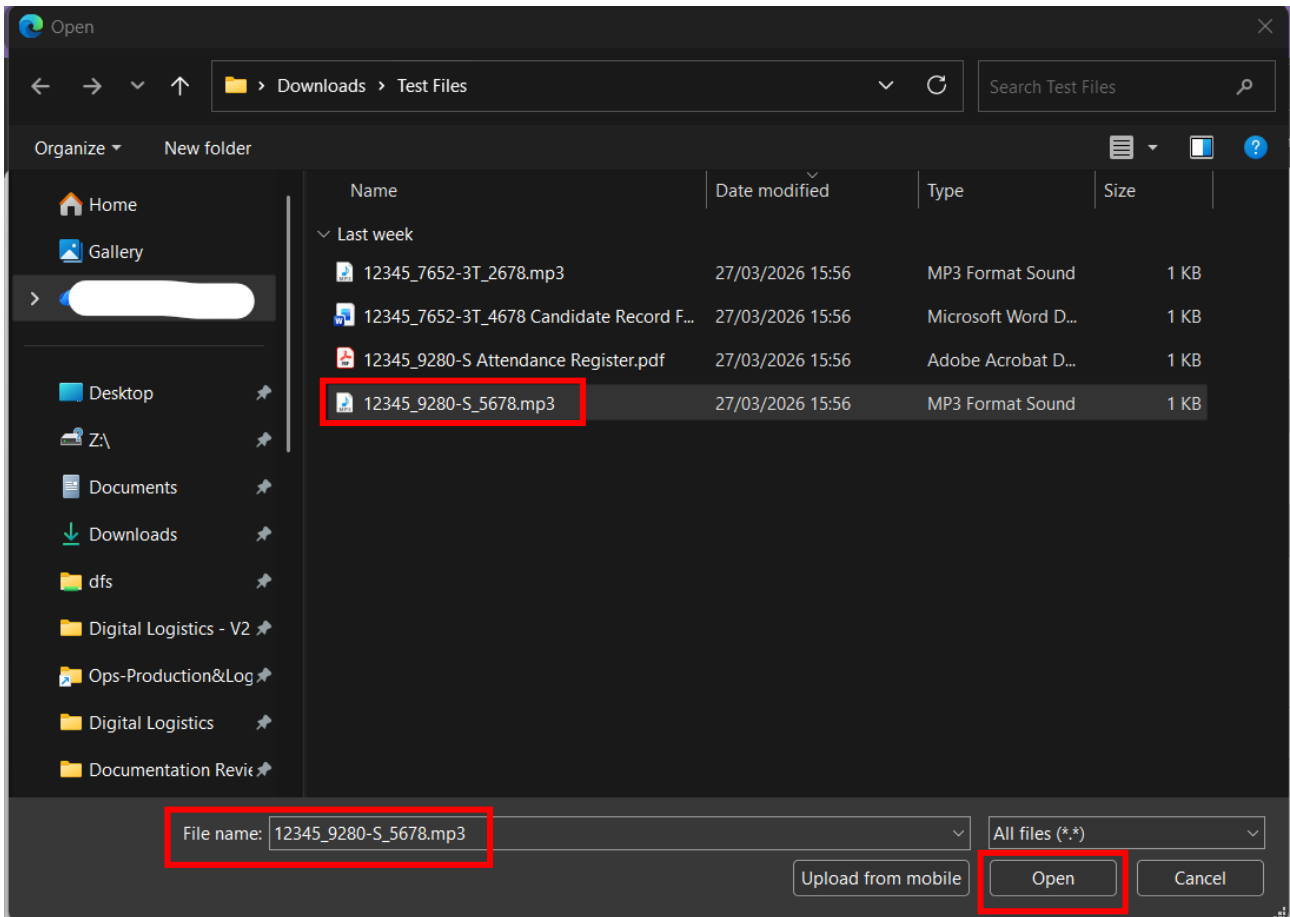 Open
Downloads > Test Files
Search Test Files
Organize
New folder
Name Date modified Type Size
Last week
12345_7652-3T_2678.mp3 27/03/2026 15:56 MP3 Format Sound 1 KB
12345_7652-3T_4678 Candidate Record F... 27/03/2026 15:56 Microsoft Word D... 1 KB
12345_9280-S Attendance Register.pdf 27/03/2026 15:56 Adobe Acrobat D... 1 KB
12345_9280-S_5678.mp3 27/03/2026 15:56 MP3 Format Sound 1 KB
Home
Gallery
Desktop
Z:\
Documents
Downloads
dfs
Digital Logistics - V2
Ops-Production&Log
Digital Logistics
Documentation Revie
File name: 12345_9280-S_5678.mp3
All files (*.*)
Upload from mobile
Open
Cancel